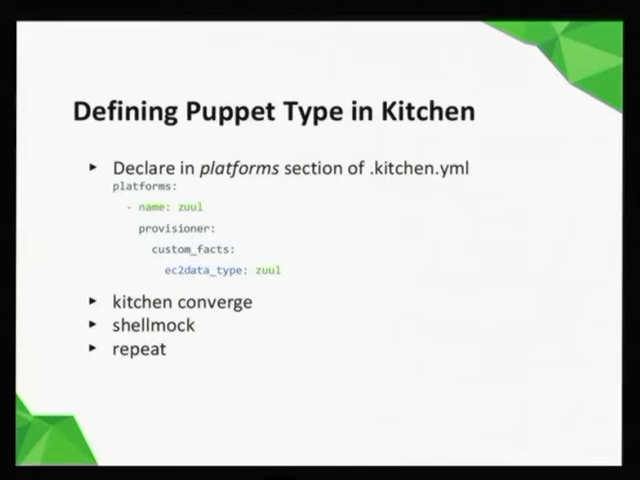 Defining Puppet Type in Kitchen
Declare in platforms section of .kitchen.yml
platforms:
- name: zuul
provisioner:
custom_facts:
ec2data_type: zuul
kitchen converge
shellmock
repeat